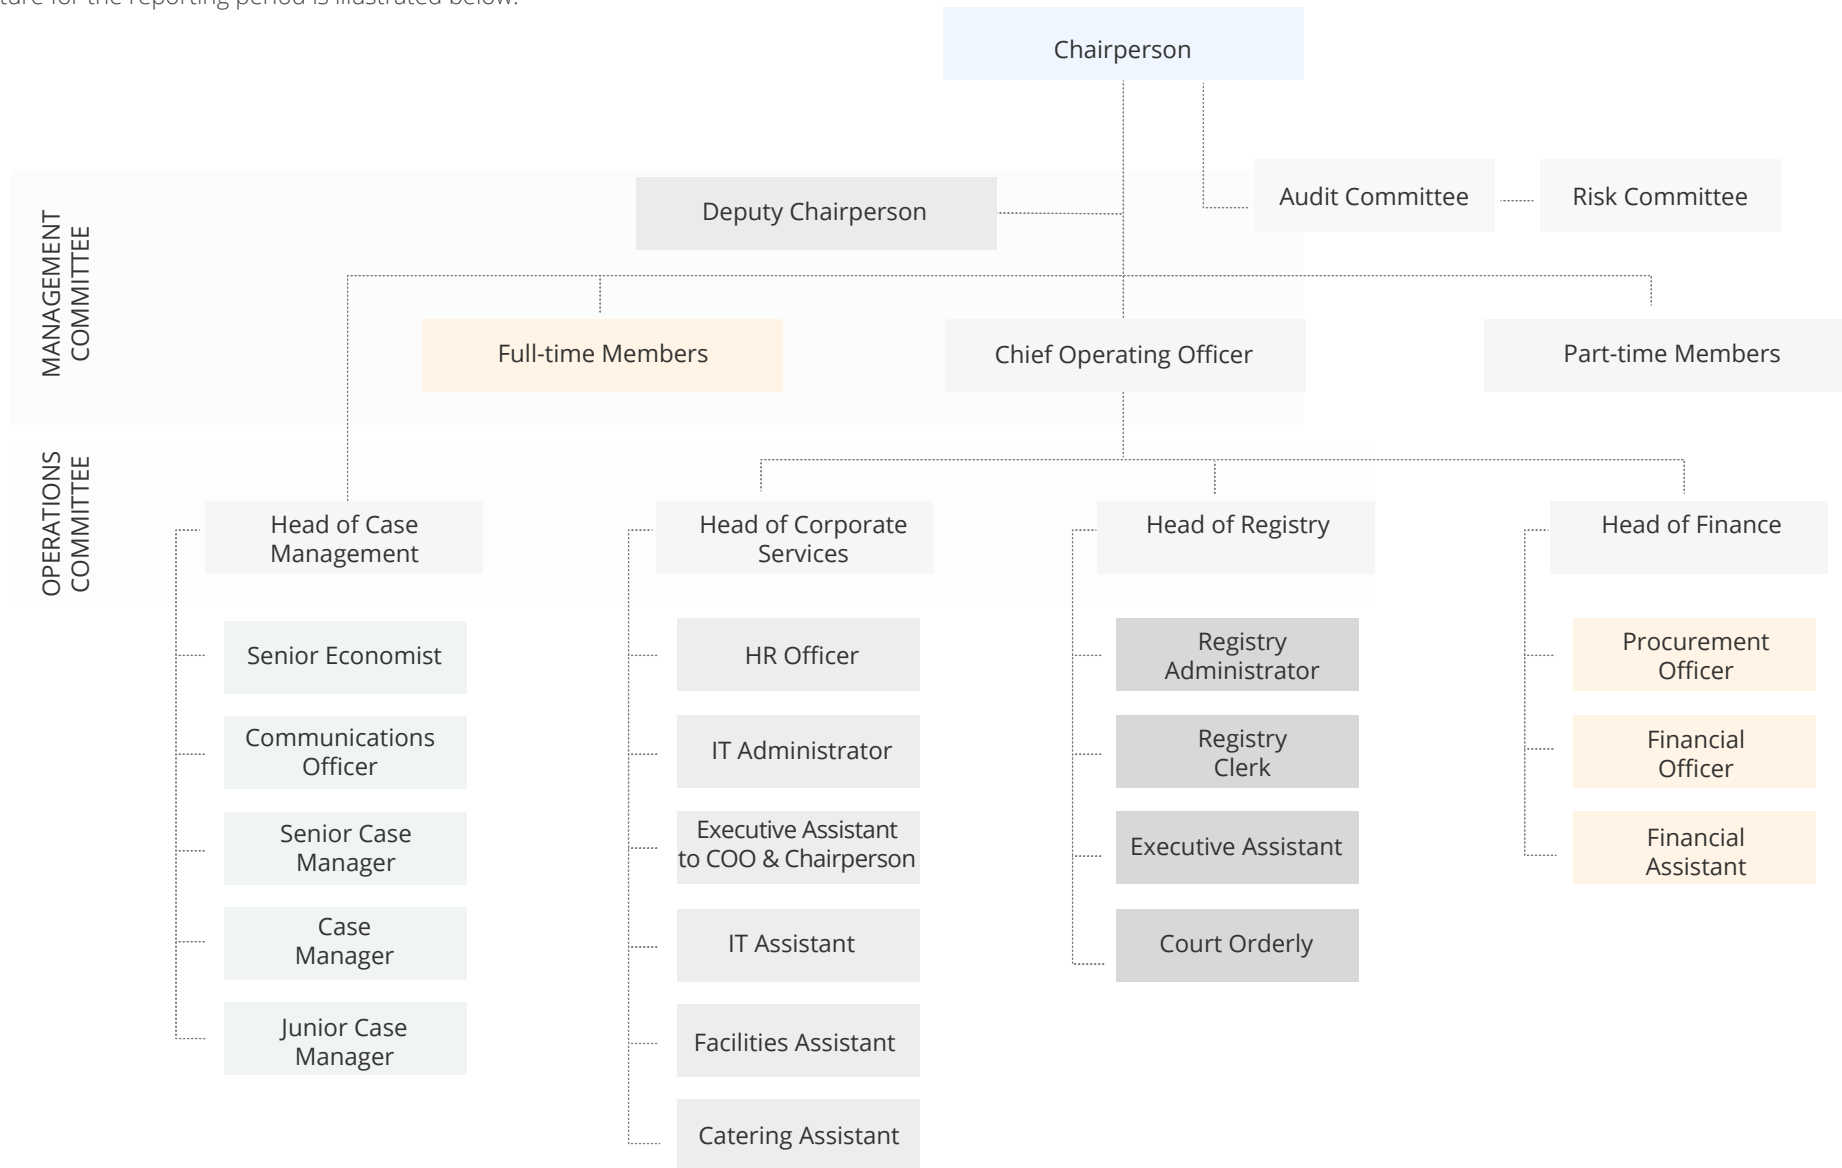 ture for the reporting period is illustrated below.
Chairperson
Deputy Chairperson
Audit Committee
Risk Committee
MANAGEMENT
COMMITTEE
Full-time Members
Chief Operating Officer
Part-time Members
OPERATIONS
COMMITTEE
Head of Case
Management
Head of Corporate
Services
Head of Registry
Head of Finance
Senior Economist
Communications
Officer
Senior Case
Manager
Case
Manager
Junior Case
Manager
HR Officer
IT Administrator
Executive Assistant
to COO & Chairperson
IT Assistant
Facilities Assistant
Catering Assistant
Registry
Administrator
Registry
Clerk
Executive Assistant
Court Orderly
Procurement
Officer
Financial
Officer
Financial
Assistant